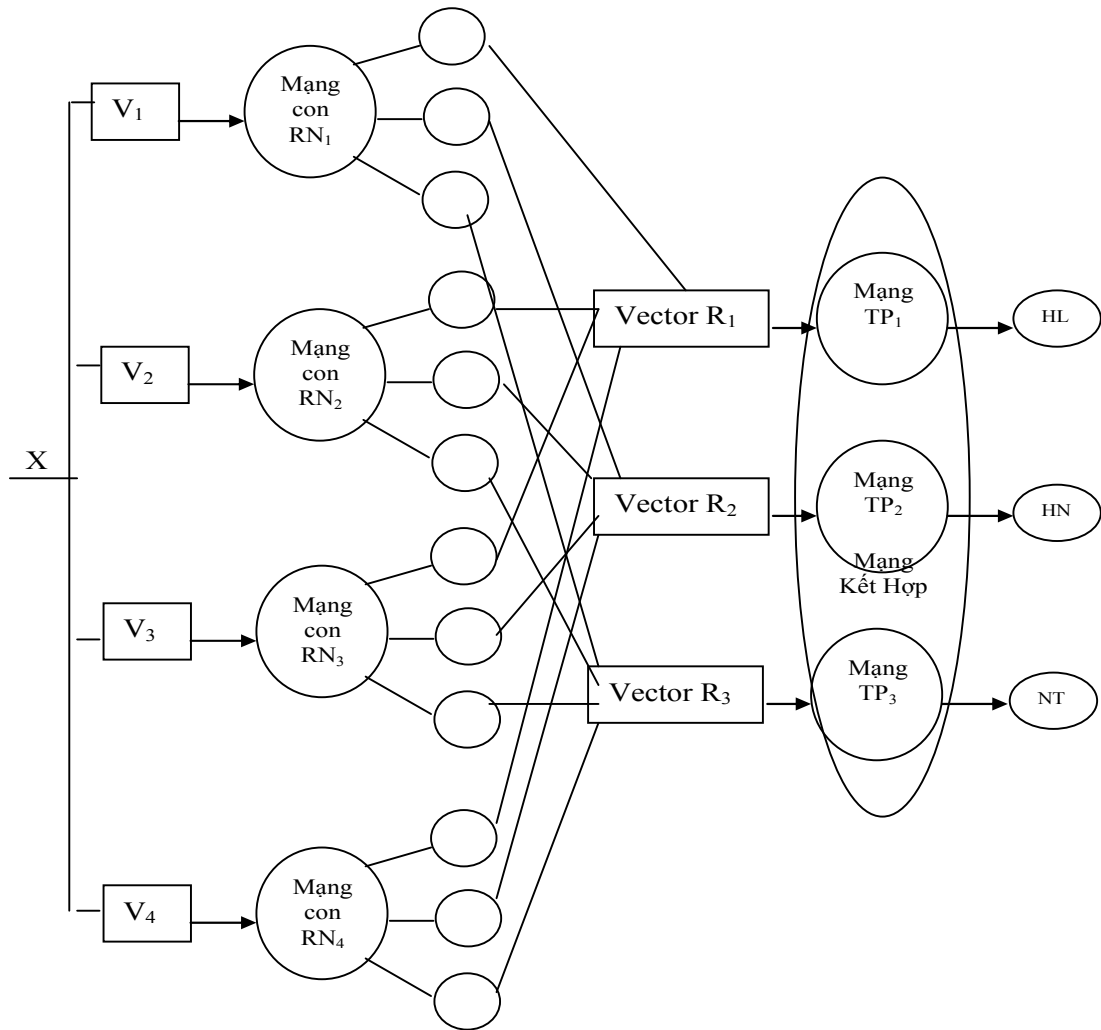 Mạng
con
RN₁
V₁
Mạng
TP₁
Vector R₁
HL
Mạng
con
RN₂
V₂
X
Mạng
TP₂
Vector R₂
HN
Mạng
Kết Hợp
Mạng
con
RN₃
V₃
Mạng
TP₃
Vector R₃
NT
Mạng
con
RN₄
V₄